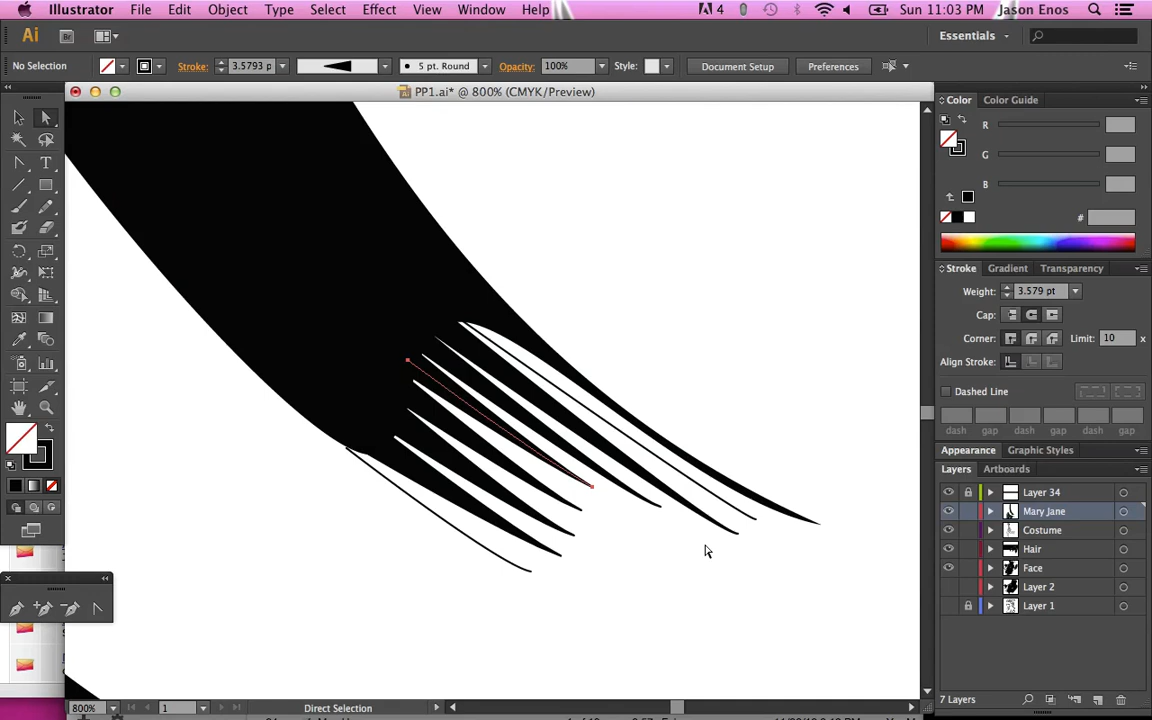 Illustrator File Edit Object Type Select Effect View Window Help 4 Sun 11:03 PM Jason Enos
Ai Br Essentials
No Selection Stroke: 3.5793 p 5 pt. Round Opacity: 100% Style: Document Setup Preferences
PP1.ai* @ 800% (CMYK/Preview)
Color Color Guide
R
G
B
#
Stroke Gradient Transparency
Weight: 3.579 pt
Cap:
Corner: Limit: 10 x
Align Stroke:
Dashed Line
dash gap dash gap dash gap
Appearance Graphic Styles
Layers Artboards
Layer 34
Mary Jane
Costume
Hair
Face
Layer 2
Layer 1
7 Layers
800% 1 Direct Selection